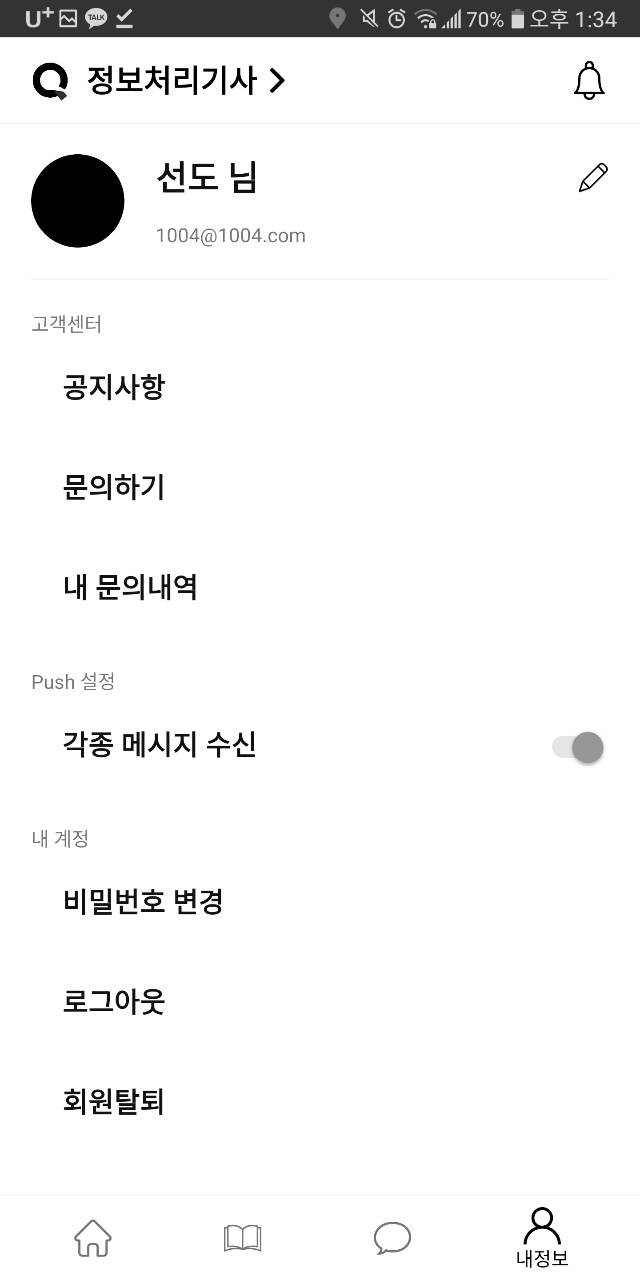 U+ TALK 70% 오후 1:34
정보처리기사
선도 님
1004@1004.com
고객센터
공지사항
문의하기
내 문의내역
Push 설정
각종 메시지 수신
내 계정
비밀번호 변경
로그아웃
회원탈퇴
내정보